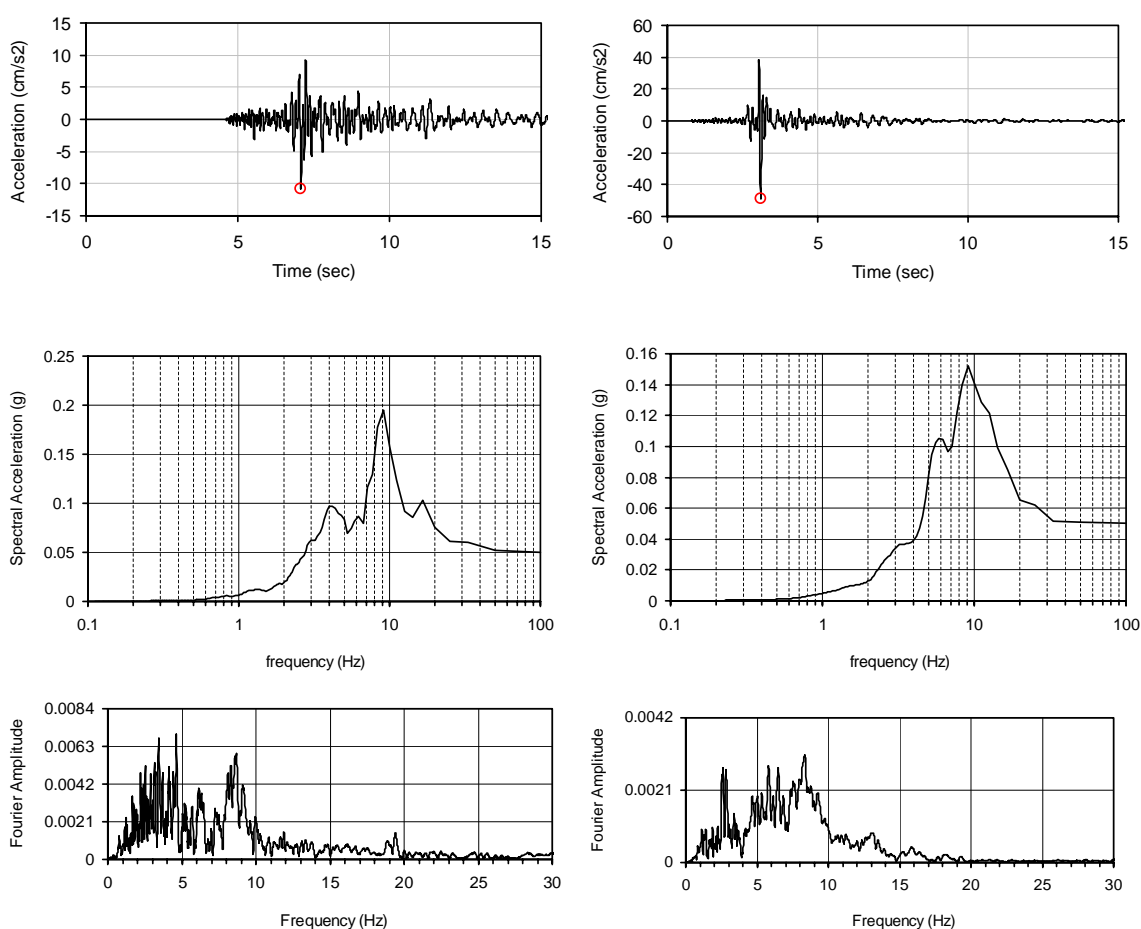 Acceleration (cm/s2)
15
10
5
0
-5
-10
-15
0 5 10 15
Time (sec)
Acceleration (cm/s2)
60
40
20
0
-20
-40
-60
0 5 10 15
Time (sec)
Spectral Acceleration (g)
0.25
0.2
0.15
0.1
0.05
0
0.1 1 10 100
frequency (Hz)
Spectral Acceleration (g)
0.16
0.14
0.12
0.1
0.08
0.06
0.04
0.02
0
0.1 1 10 100
frequency (Hz)
Fourier Amplitude
0.0084
0.0063
0.0042
0.0021
0
0 5 10 15 20 25 30
Frequency (Hz)
Fourier Amplitude
0.0042
0.0021
0
0 5 10 15 20 25 30
Frequency (Hz)